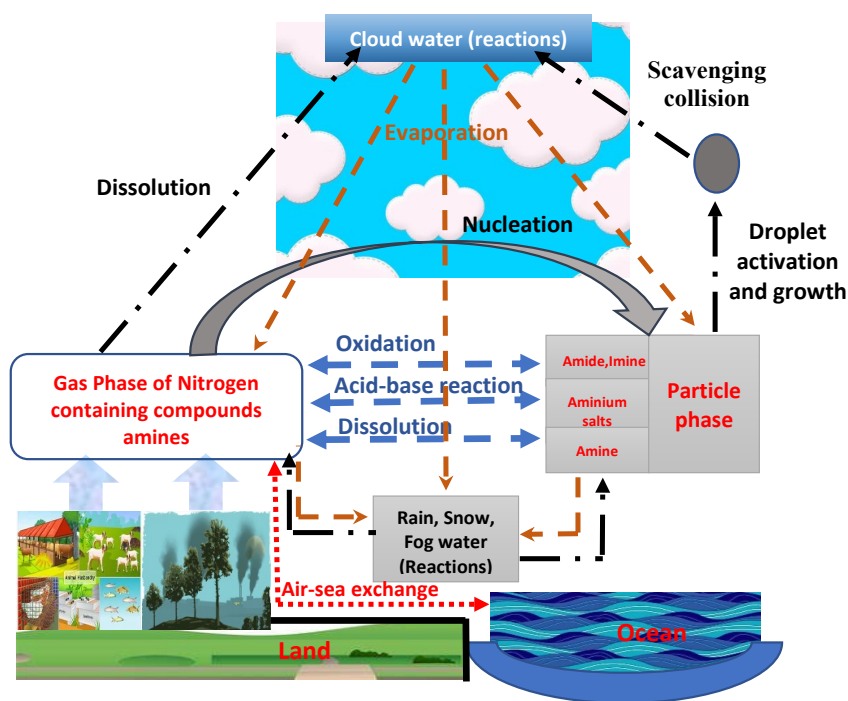 Cloud water (reactions)
Scavenging
collision
Evaporation
Dissolution
Nucleation
Droplet
activation
and growth
Oxidation
Gas Phase of Nitrogen
containing compounds
amines
Acid-base reaction
Dissolution
Amide,Imine
Aminium
salts
Amine
Particle
phase
Rain, Snow,
Fog water
(Reactions)
Air-sea exchange
Land
Ocean